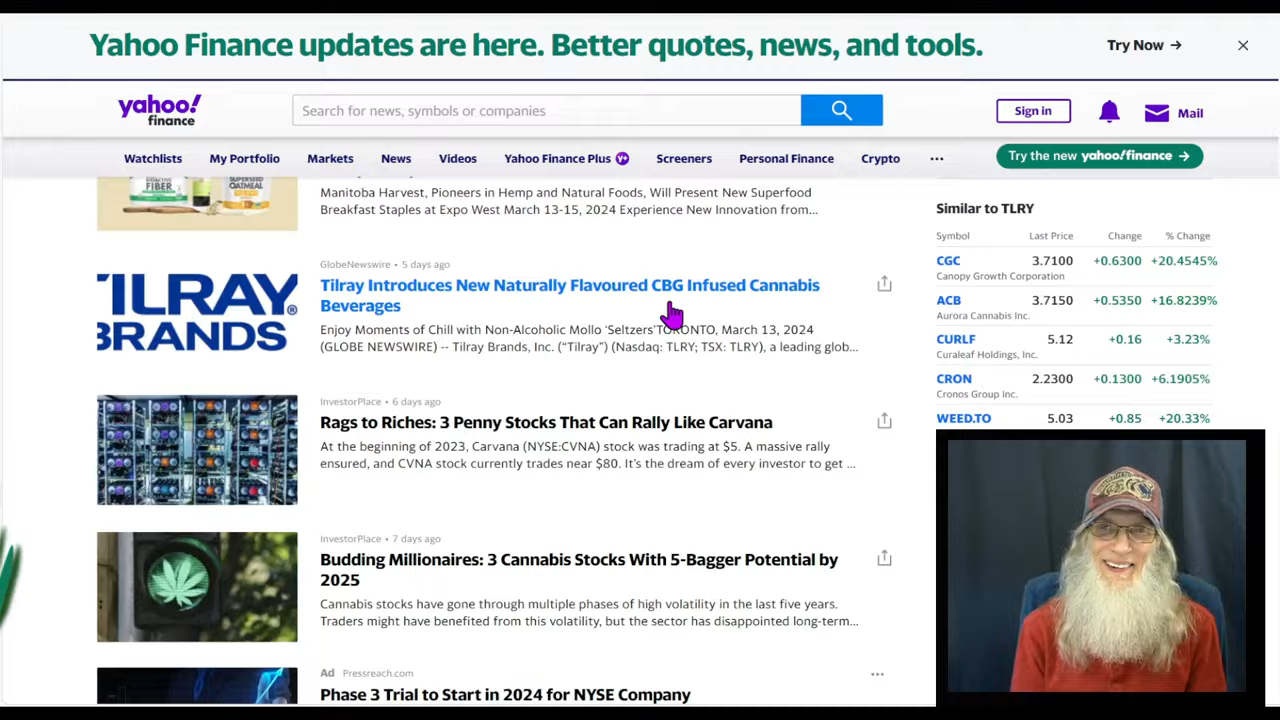 Yahoo Finance updates are here. Better quotes, news, and tools.
Try Now →
yahoo!
finance
Search for news, symbols or companies
Sign in
Mail
Watchlists
My Portfolio
Markets
News
Videos
Yahoo Finance Plus Y+
Screeners
Personal Finance
Crypto
Try the new yahoo!finance →
FIBER
SUPERSEED
OATMEAL
Manitoba Harvest, Pioneers in Hemp and Natural Foods, Will Present New Superfood
Breakfast Staples at Expo West March 13-15, 2024 Experience New Innovation from...
TILRAY®
BRANDS
GlobeNewswire • 5 days ago
Tilray Introduces New Naturally Flavoured CBG Infused Cannabis
Beverages
Enjoy Moments of Chill with Non-Alcoholic Mollo 'Seltzers'TORONTO, March 13, 2024
(GLOBE NEWSWIRE) -- Tilray Brands, Inc. (“Tilray”) (Nasdaq: TLRY; TSX: TLRY), a leading glob...
InvestorPlace • 6 days ago
Rags to Riches: 3 Penny Stocks That Can Rally Like Carvana
At the beginning of 2023, Carvana (NYSE:CVNA) stock was trading at $5. A massive rally
ensured, and CVNA stock currently trades near $80. It's the dream of every investor to get ...
InvestorPlace • 7 days ago
Budding Millionaires: 3 Cannabis Stocks With 5-Bagger Potential by
2025
Cannabis stocks have gone through multiple phases of high volatility in the last five years.
Traders might have benefited from this volatility, but the sector has disappointed long-term...
Ad Pressreach.com
Phase 3 Trial to Start in 2024 for NYSE Company
Similar to TLRY
Symbol Last Price Change % Change
CGC 3.7100 +0.6300 +20.4545%
Canopy Growth Corporation
ACB 3.7150 +0.5350 +16.8239%
Aurora Cannabis Inc.
CURLF 5.12 +0.16 +3.23%
Curaleaf Holdings, Inc.
CRON 2.2300 +0.1300 +6.1905%
Cronos Group Inc.
WEED.TO 5.03 +0.85 +20.33%